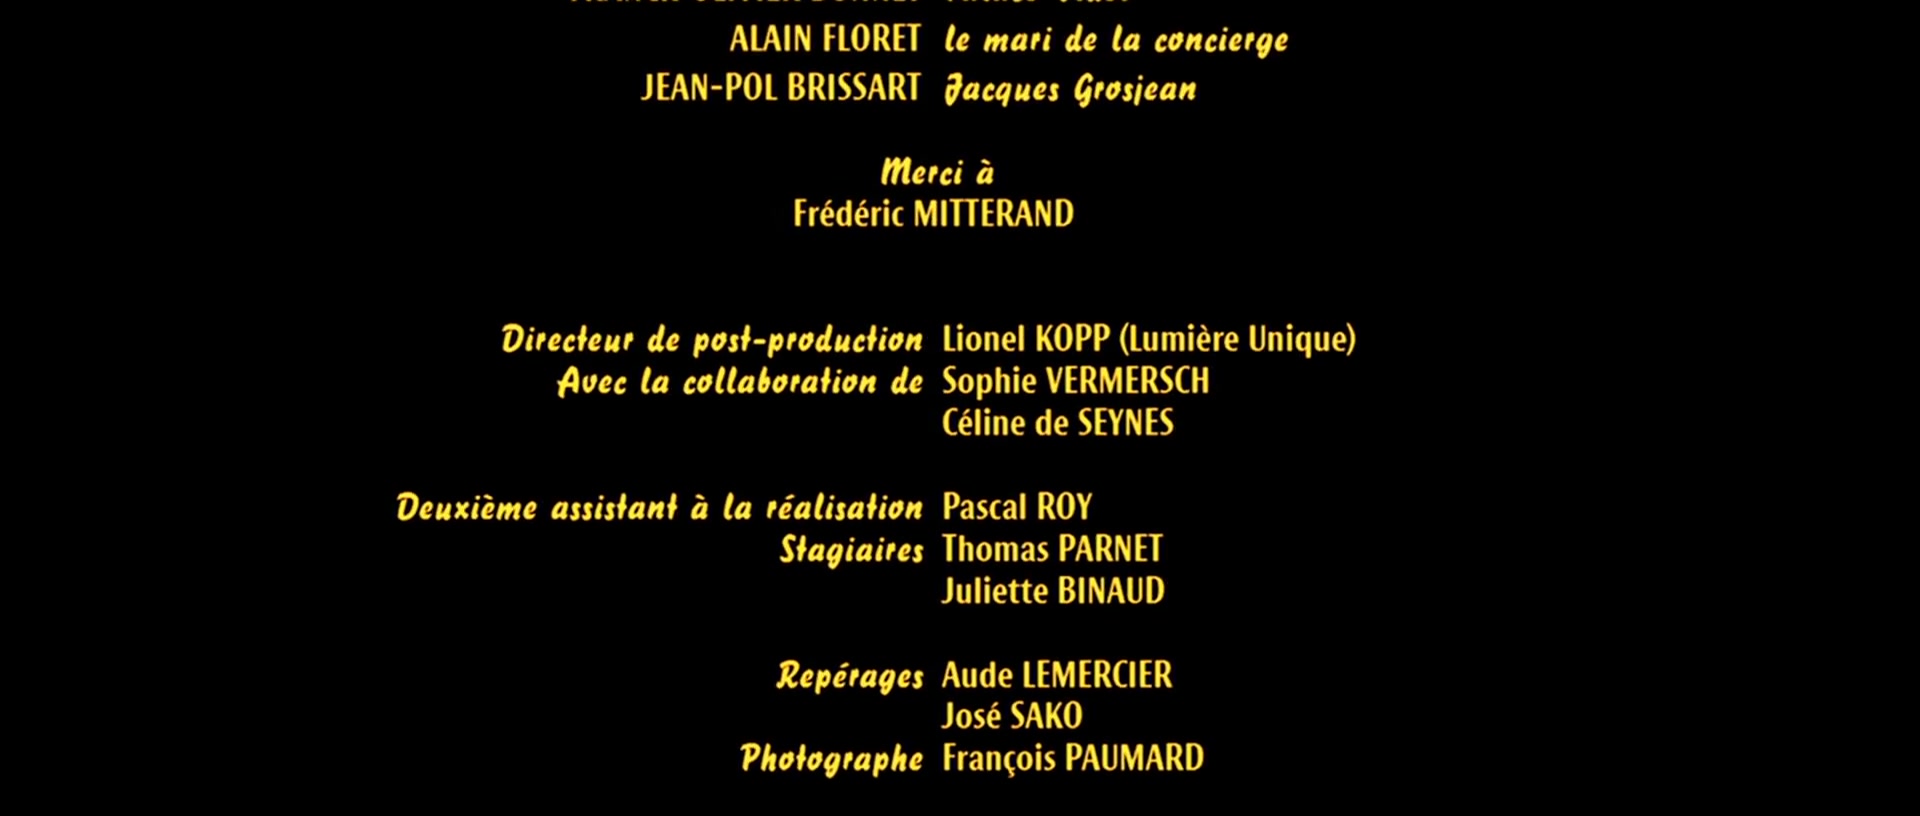 ALAIN FLORET le mari de la concierge
JEAN-POL BRISSART Jacques Grosjean
Merci à
Frédéric MITTERAND
Directeur de post-production Lionel KOPP (Lumière Unique)
Avec la collaboration de Sophie VERMERSCH
Céline de SEYNES
Deuxième assistant à la réalisation Pascal ROY
Stagiaires Thomas PARNET
Juliette BINAUD
Repérages Aude LEMERCIER
José SAKO
Photographe François PAUMARD